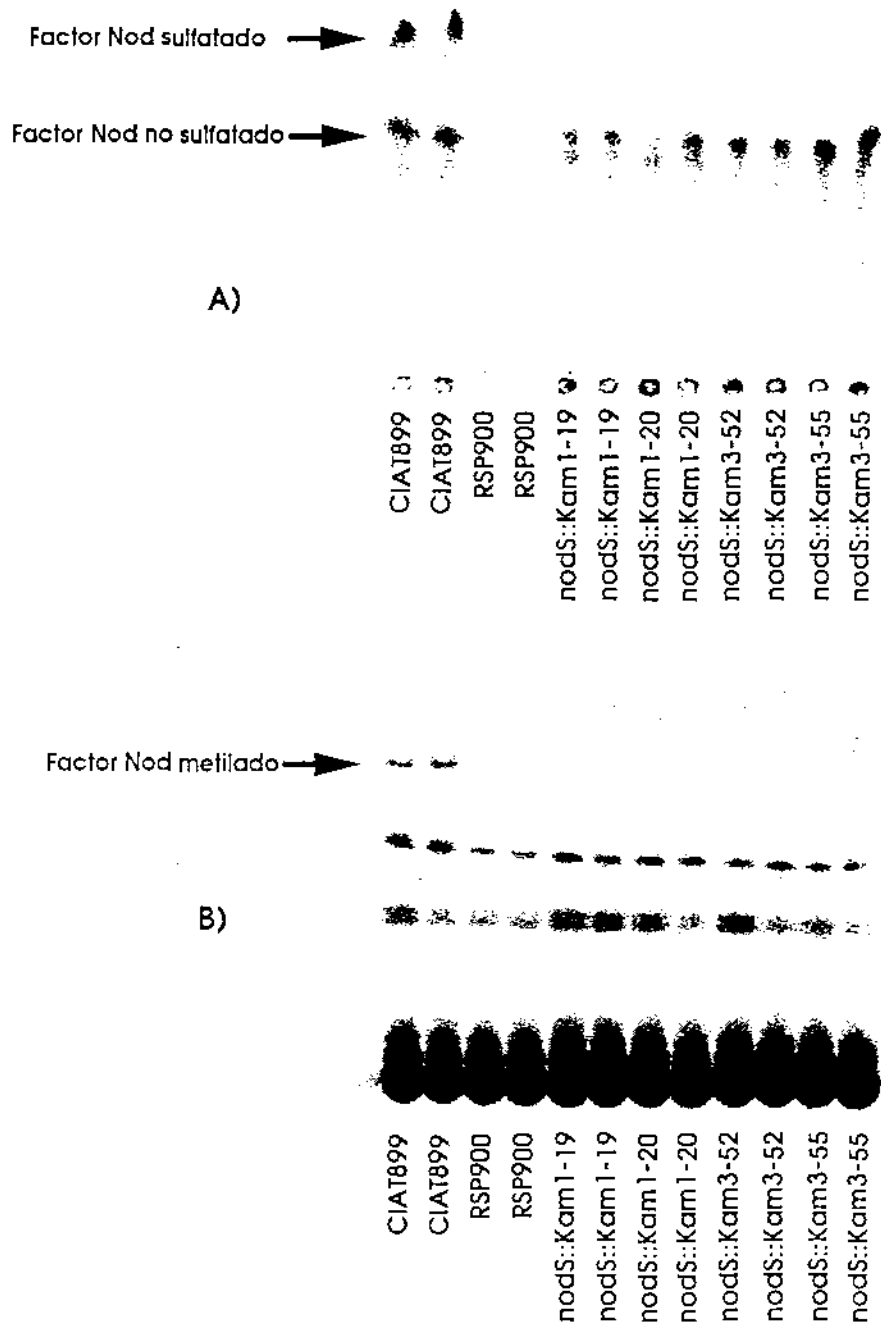 Factor Nod sulfatado
Factor Nod no sulfatado
A)
CIAT899
CIAT899
RSP900
RSP900
nodS::Kam1-19
nodS::Kam1-19
nodS::Kam1-20
nodS::Kam1-20
nodS::Kam3-52
nodS::Kam3-52
nodS::Kam3-55
nodS::Kam3-55
Factor Nod metilado
B)
CIAT899
CIAT899
RSP900
RSP900
nodS::Kam1-19
nodS::Kam1-19
nodS::Kam1-20
nodS::Kam1-20
nodS::Kam3-52
nodS::Kam3-52
nodS::Kam3-55
nodS::Kam3-55